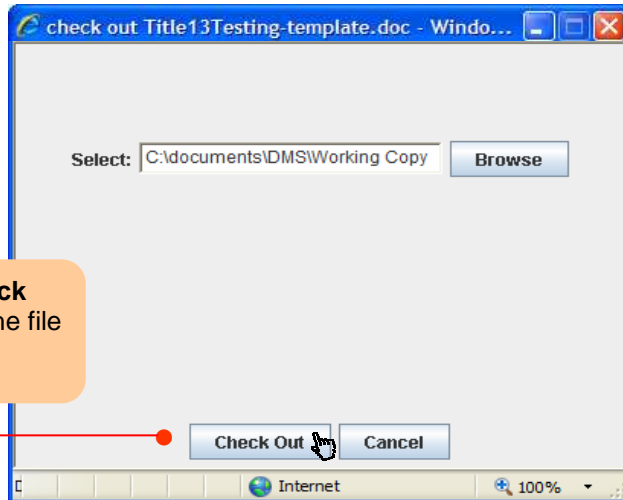 check out Title13Testing-template.doc - Windo...
Select: C:\documents\DMS\Working Copy Browse
ck
e file
Check Out Cancel
Internet 100%